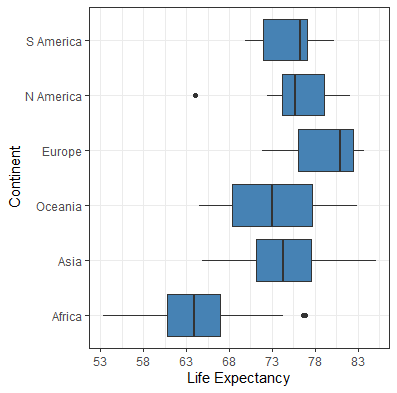 S America
N America
Europe
Oceania
Asia
Africa
Continent
53 58 63 68 73 78 83
Life Expectancy